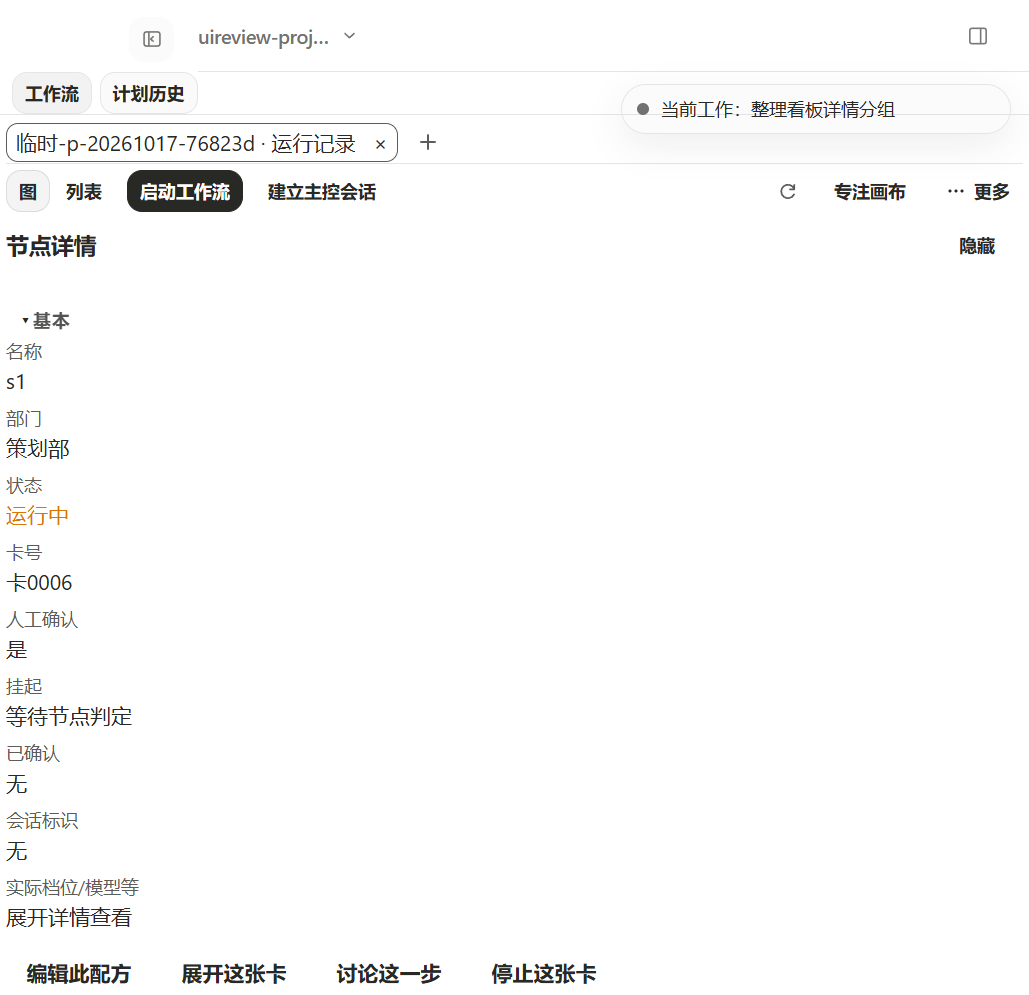 uireview-proj...
工作流 计划历史
当前工作：整理看板详情分组
临时-p-20261017-76823d · 运行记录 × +
图 列表 启动工作流 建立主控会话 专注画布 ··· 更多
节点详情 隐藏
▾基本
名称
s1
部门
策划部
状态
运行中
卡号
卡0006
人工确认
是
挂起
等待节点判定
已确认
无
会话标识
无
实际档位/模型等
展开详情查看
编辑此配方 展开这张卡 讨论这一步 停止这张卡